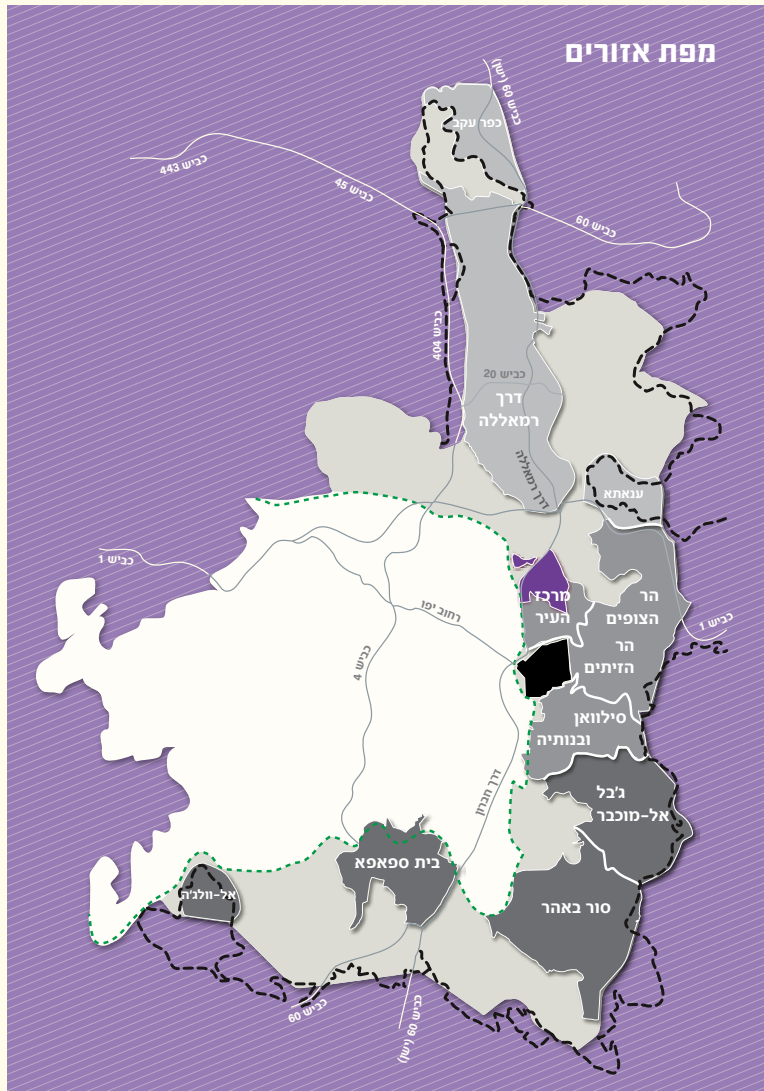 מפת אזורים
כביש 60 (ישן)
כפר עקב
כביש 443
כביש 45
כביש 60
כביש 404
כביש 20
דרך
רמאללה
דרך רמאללה
ענאתא
כביש 1
מרכז
העיר
הר
הצופים
הר
הזיתים
כביש 1
רחוב יפו
כביש 4
סילוואן
ובנותיה
דרך חברון
ג'בל
אל-מוכבר
בית ספאפא
אל-וולג'ה
סור באהר
כביש 60
כביש 60 (ישן)